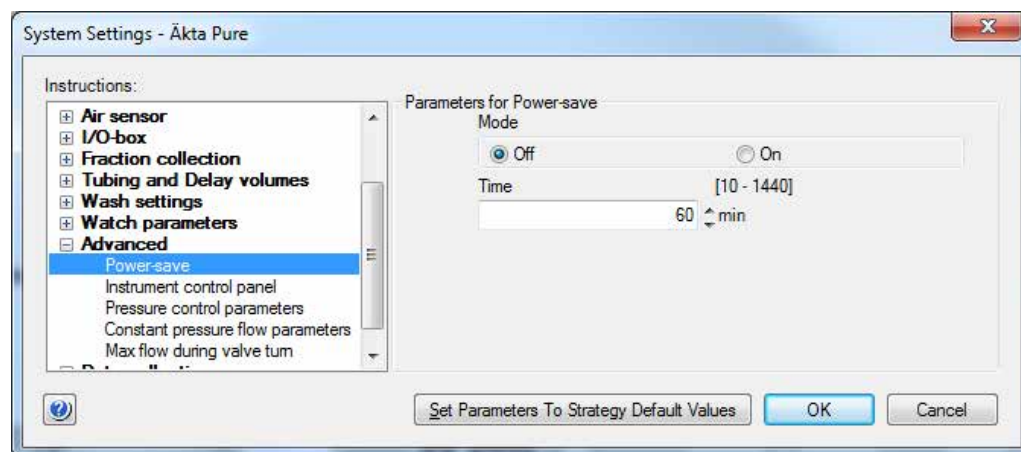 System Settings - Äkta Pure
Instructions:
Air sensor
I/O-box
Fraction collection
Tubing and Delay volumes
Wash settings
Watch parameters
Advanced
Power-save
Instrument control panel
Pressure control parameters
Constant pressure flow parameters
Max flow during valve turn
Parameters for Power-save
Mode
Off On
Time [10 - 1440]
60 min
Set Parameters To Strategy Default Values OK Cancel